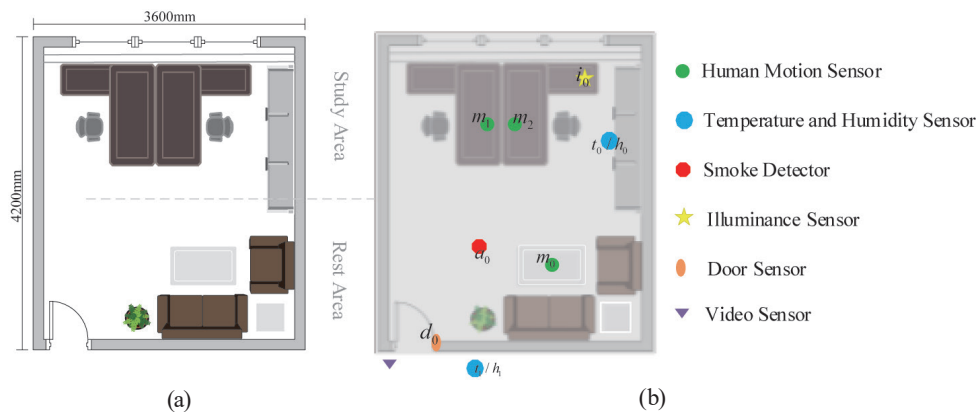 3600mm
4200mm
Study Area
Rest Area
i₀
m₁
m₂
t₀ / h₀
a₀
m₀
d₀
t₁ / h₁
Human Motion Sensor
Temperature and Humidity Sensor
Smoke Detector
Illuminance Sensor
Door Sensor
Video Sensor
(a)
(b)